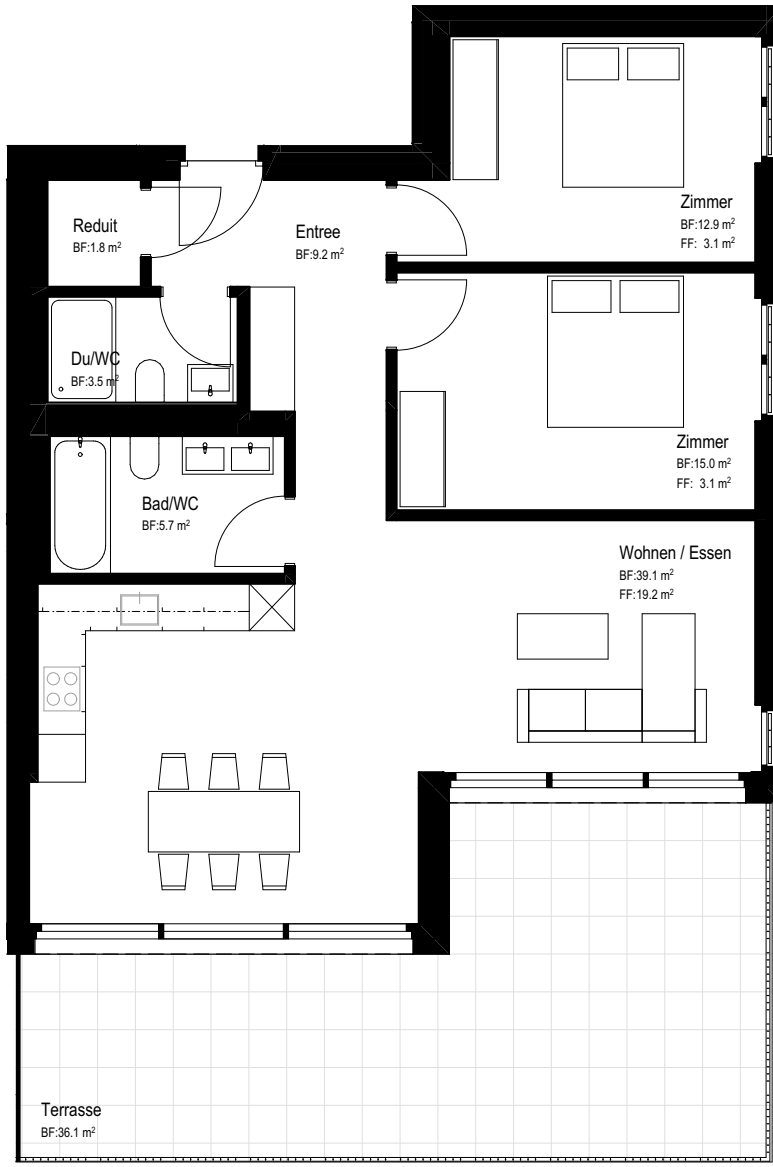 Zimmer
BF:12.9 m²
FF: 3.1 m²
Reduit
BF:1.8 m²
Entree
BF:9.2 m²
Du/WC
BF:3.5 m²
Zimmer
BF:15.0 m²
FF: 3.1 m²
Bad/WC
BF:5.7 m²
Wohnen / Essen
BF:39.1 m²
FF:19.2 m²
Terrasse
BF:36.1 m²